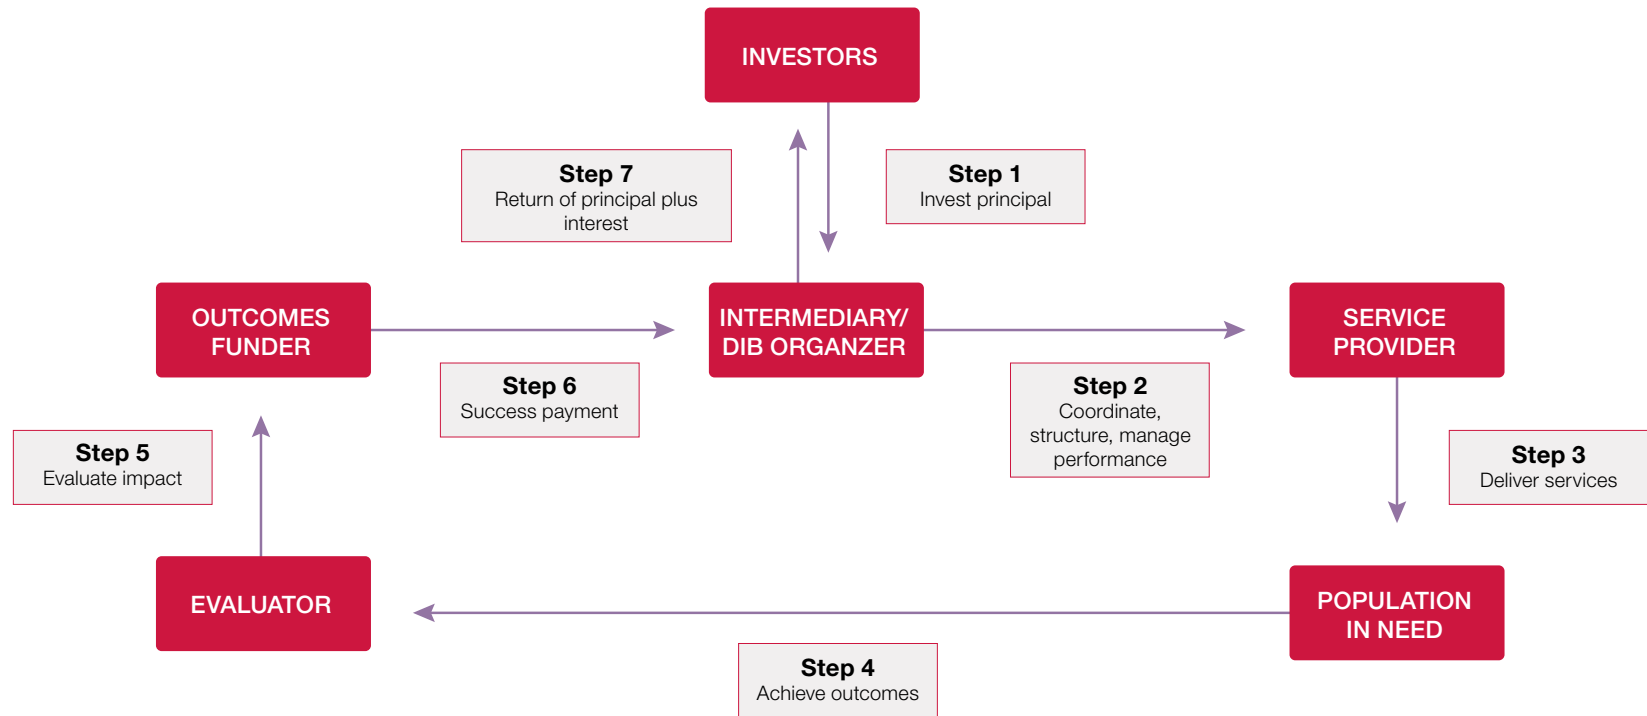 INVESTORS
Step 7
Return of principal plus
interest
Step 1
Invest principal
OUTCOMES
FUNDER
INTERMEDIARY/
DIB ORGANZER
SERVICE
PROVIDER
Step 6
Success payment
Step 2
Coordinate,
structure, manage
performance
Step 5
Evaluate impact
Step 3
Deliver services
EVALUATOR
POPULATION
IN NEED
Step 4
Achieve outcomes